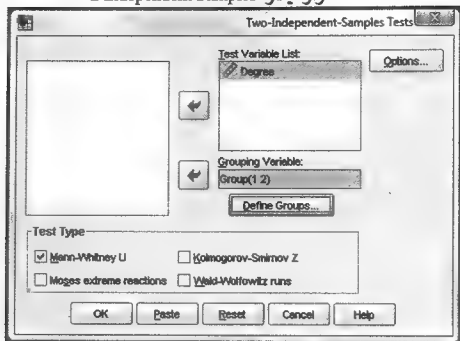 Two-Independent-Samples Tests
Test Variable List:
Degree
Options...
Grouping Variable:
Group(1 2)
Define Groups...
Test Type
Mann-Whitney U
Kolmogorov-Smirnov Z
Moses extreme reactions
Wald-Wolfowitz runs
OK
Paste
Reset
Cancel
Help